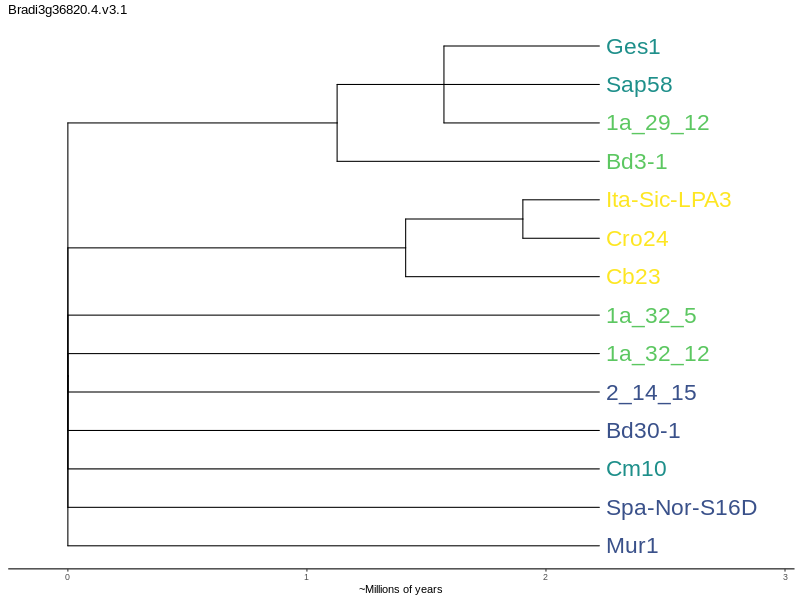 Bradi3g36820.4.v3.1
Ges1
Sap58
1a_29_12
Bd3-1
Ita-Sic-LPA3
Cro24
Cb23
1a_32_5
1a_32_12
2_14_15
Bd30-1
Cm10
Spa-Nor-S16D
Mur1
0 1 2 3
~Millions of years